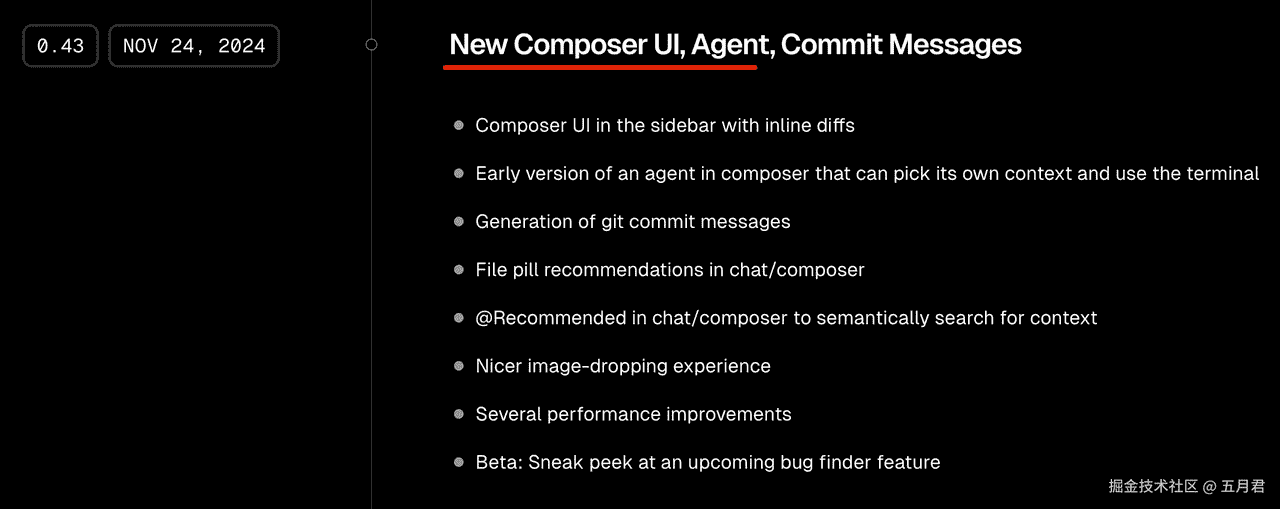 0.43 NOV 24, 2024
New Composer UI, Agent, Commit Messages
Composer UI in the sidebar with inline diffs
Early version of an agent in composer that can pick its own context and use the terminal
Generation of git commit messages
File pill recommendations in chat/composer
@Recommended in chat/composer to semantically search for context
Nicer image-dropping experience
Several performance improvements
Beta: Sneak peek at an upcoming bug finder feature
掘金技术社区 @ 五月君